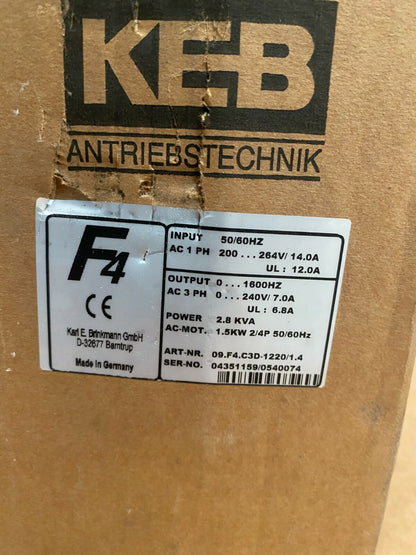 KEB
ANTRIEBSTECHNIK
F4
CE
Karl E. Brinkmann GmbH
D-32677 Barntrup
Made in Germany
INPUT 50/60HZ
AC 1 PH 200 . . . 264V/ 14.0A
UL : 12.0A
OUTPUT 0 . . . 1600HZ
AC 3 PH 0 . . . 240V/ 7.0A
UL : 6.8A
POWER 2.8 KVA
AC-MOT. 1.5KW 2/4P 50/60Hz
ART-NR. 09.F4.C3D-1220/1.4
SER-NO. 04351159/0540074